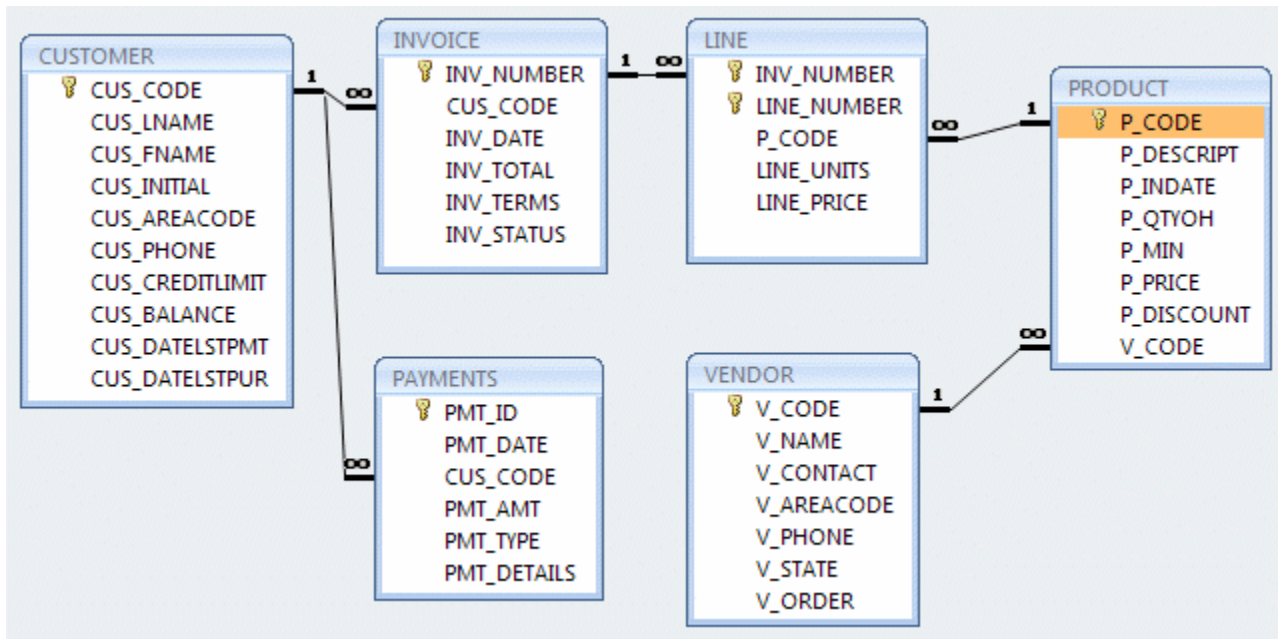 CUSTOMER
CUS_CODE
CUS_LNAME
CUS_FNAME
CUS_INITIAL
CUS_AREACODE
CUS_PHONE
CUS_CREDITLIMIT
CUS_BALANCE
CUS_DATELSTPMT
CUS_DATELSTPUR
1
∞
∞
INVOICE
INV_NUMBER
CUS_CODE
INV_DATE
INV_TOTAL
INV_TERMS
INV_STATUS
1
∞
LINE
INV_NUMBER
LINE_NUMBER
P_CODE
LINE_UNITS
LINE_PRICE
∞
1
PRODUCT
P_CODE
P_DESCRIPT
P_INDATE
P_QTYOH
P_MIN
P_PRICE
P_DISCOUNT
V_CODE
PAYMENTS
PMT_ID
PMT_DATE
CUS_CODE
PMT_AMT
PMT_TYPE
PMT_DETAILS
VENDOR
V_CODE
V_NAME
V_CONTACT
V_AREACODE
V_PHONE
V_STATE
V_ORDER
1
∞